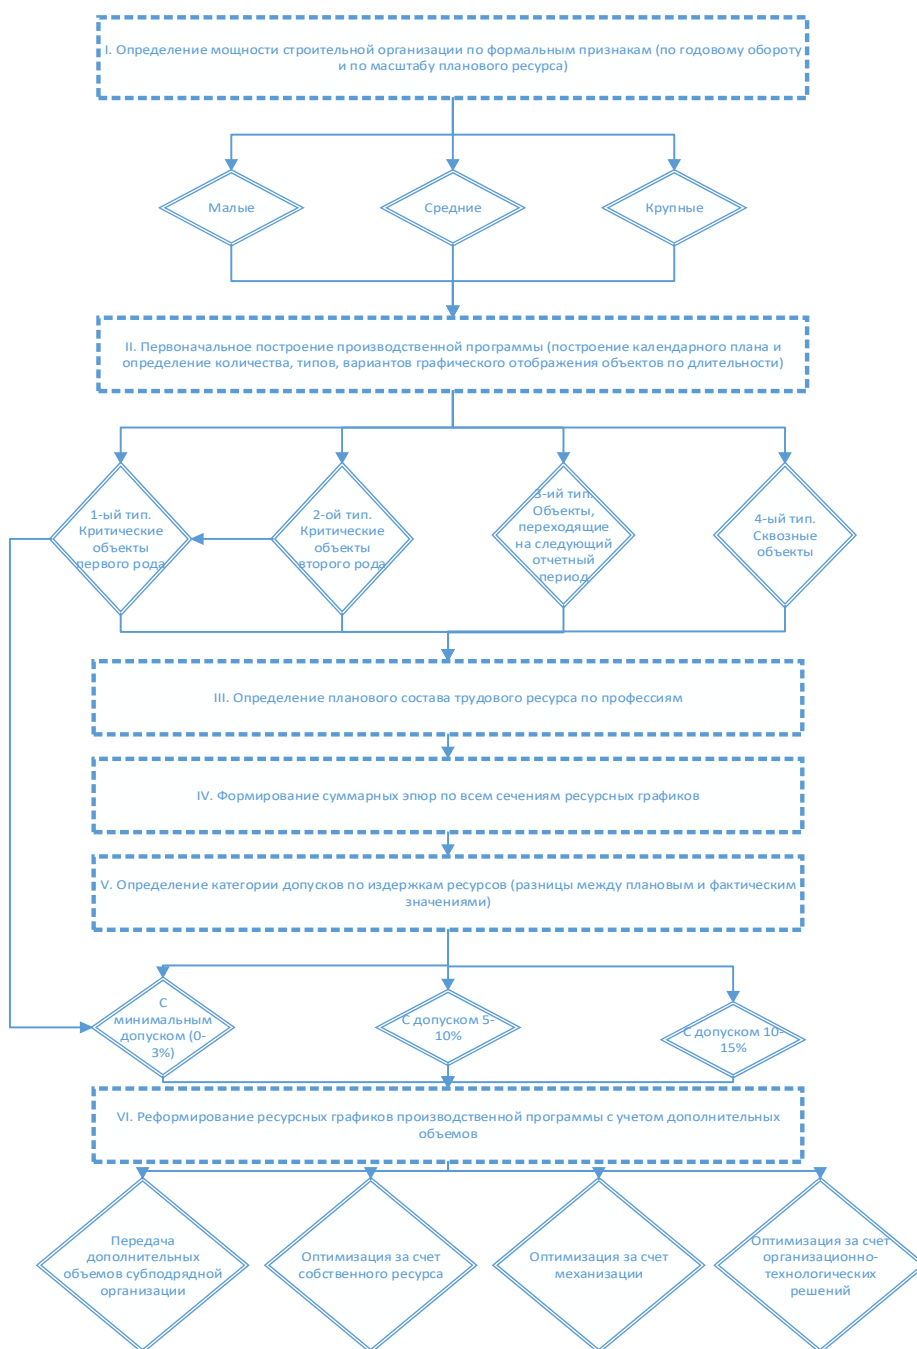 I. Определение мощности строительной организации по формальным признакам (по годовому обороту
и по масштабу планового ресурса)
Малые
Средние
Крупные
II. Первоначальное построение производственной программы (построение календарного плана и
определение количества, типов, вариантов графического отображения объектов по длительности)
1-ый тип.
Критические
объекты
первого рода
2-ой тип.
Критические
объекты
второго рода
3-ий тип.
Объекты,
переходящие
на следующий
отчетный
период
4-ый тип.
Сквозные
объекты
III. Определение планового состава трудового ресурса по профессиям
IV. Формирование суммарных эпюр по всем сечениям ресурсных графиков
V. Определение категории допусков по издержкам ресурсов (разницы между плановым и фактическим
значениями)
С
минимальным
допуском (0-
3%)
С допуском 5-
10%
С допуском 10-
15%
VI. Реформирование ресурсных графиков производственной программы с учетом дополнительных
объемов
Передача
дополнительных
объемов субподрядной
организации
Оптимизация за счет
собственного ресурса
Оптимизация за счет
механизации
Оптимизация за счет
организационно-
технологических
решений